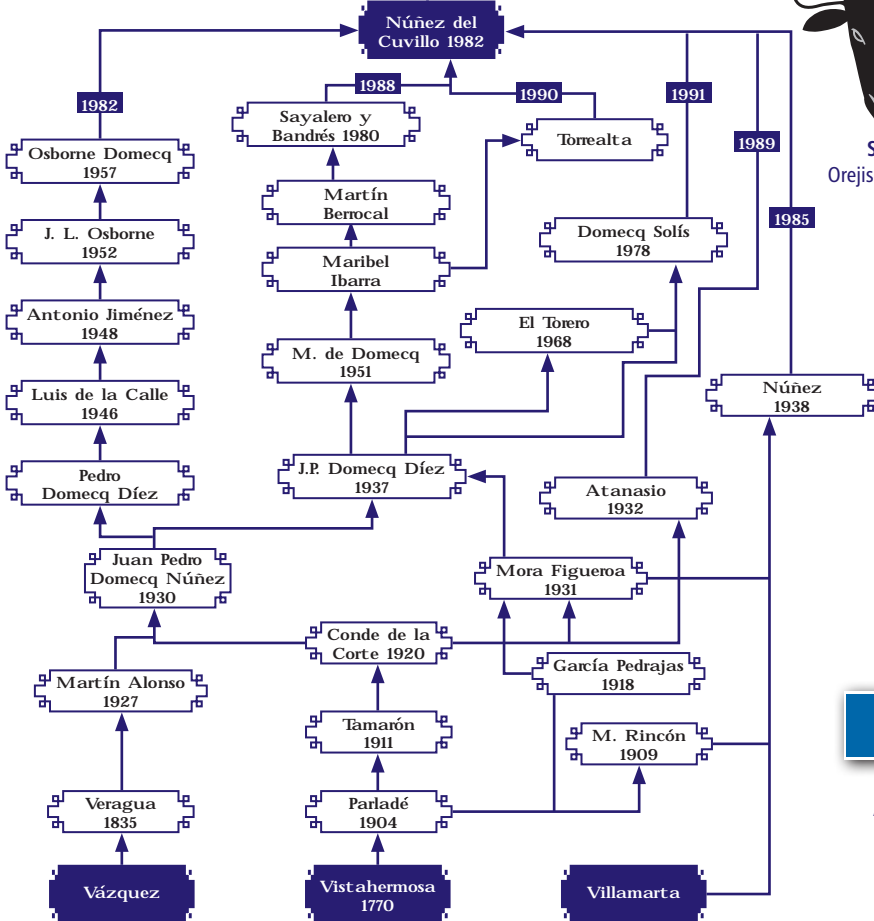 Núñez del
Cuvillo 1982
1982
1988
1990
1991
1989
1985
Sayalero y
Bandrés 1980
Torrealta
Osborne Domecq
1957
S
Orejis
Martín
Berrocal
J. L. Osborne
1952
Domecq Solís
1978
Maribel
Ibarra
Antonio Jiménez
1948
El Torero
1968
M. de Domecq
1951
Luis de la Calle
1946
Núñez
1938
Pedro
Domecq Díez
J.P. Domecq Díez
1937
Atanasio
1932
Juan Pedro
Domecq Núñez
1930
Mora Figueroa
1931
Conde de la
Corte 1920
García Pedrajas
1918
Martín Alonso
1927
Tamarón
1911
M. Rincón
1909
Veragua
1835
Parladé
1904
Vázquez
Vistahermosa
1770
Villamarta